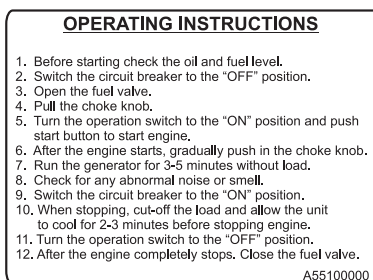 OPERATING INSTRUCTIONS
1. Before starting check the oil and fuel level.
2. Switch the circuit breaker to the “OFF” position.
3. Open the fuel valve.
4. Pull the choke knob.
5. Turn the operation switch to the “ON” position and push
start button to start engine.
6. After the engine starts, gradually push in the choke knob.
7. Run the generator for 3-5 minutes without load.
8. Check for any abnormal noise or smell.
9. Switch the circuit breaker to the “ON” position.
10. When stopping, cut-off the load and allow the unit
to cool for 2-3 minutes before stopping engine.
11. Turn the operation switch to the “OFF” position.
12. After the engine completely stops. Close the fuel valve.
A55100000